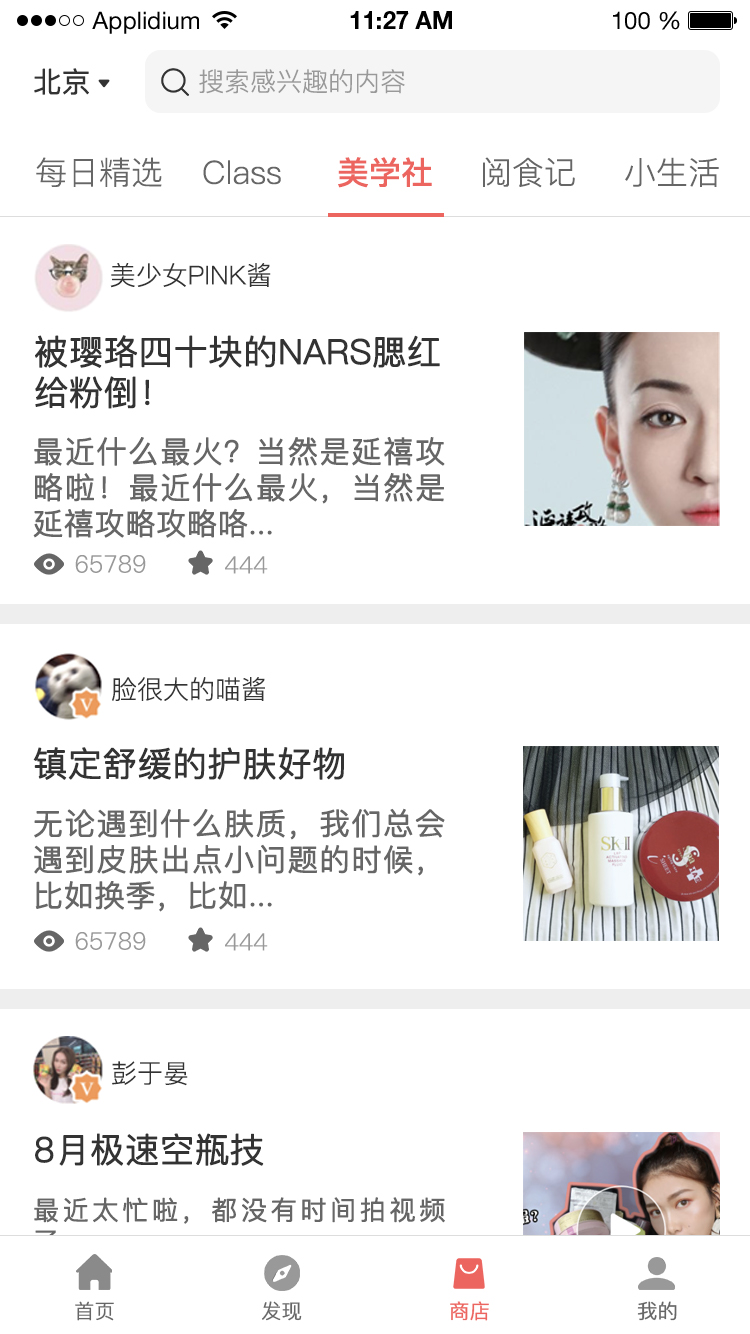 Applidium 11:27 AM 100 %
北京 搜索感兴趣的内容
每日精选 Class 美学社 阅食记 小生活
美少女PINK酱
被璎珞四十块的NARS腮红
给粉倒！
最近什么最火？当然是延禧攻
略啦！最近什么最火，当然是
延禧攻略攻略咯...
65789 444
V
脸很大的喵酱
镇定舒缓的护肤好物
无论遇到什么肤质，我们总会
遇到皮肤出点小问题的时候，
比如换季，比如...
SK-II
65789 444
V
彭于晏
8月极速空瓶技
最近太忙啦，都没有时间拍视频
首页 发现 商店 我的